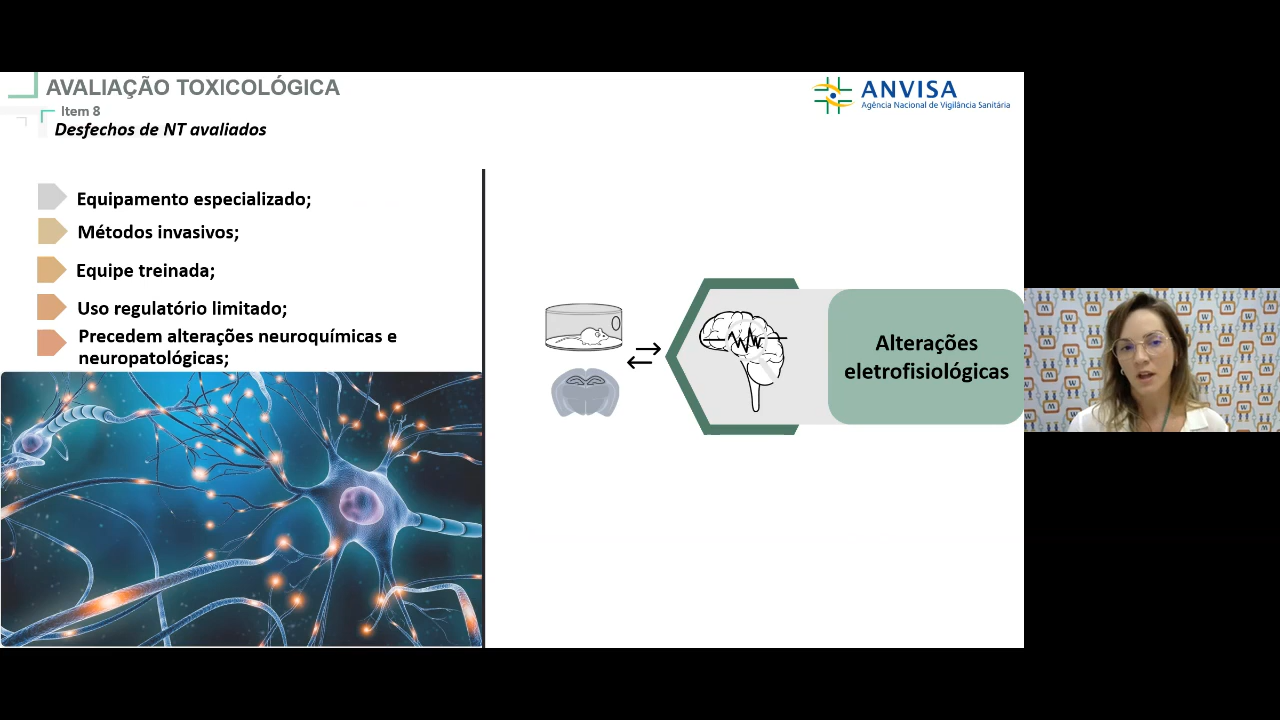 AVALIAÇÃO TOXICOLÓGICA
Item 8
Desfechos de NT avaliados
ANVISA
Agência Nacional de Vigilância Sanitária
Equipamento especializado;
Métodos invasivos;
Equipe treinada;
Uso regulatório limitado;
Precedem alterações neuroquímicas e
neuropatológicas;
Alterações
eletrofisiológicas